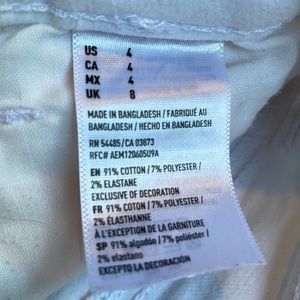 US 4
CA 4
MX 4
UK 8
MADE IN BANGLADESH / FABRIQUÉ AU
BANGLADESH / HECHO EN BANGLADESH
RN 54485/CA 03873
RFC# AEM120605U9A
EN 91% COTTON / 7% POLYESTER /
2% ELASTANE
EXCLUSIVE OF DECORATION
FR 91% COTON / 7% POLYESTER /
2% ÉLASTHANNE
À L'EXCEPTION DE LA GARNITURE
SP 91% algodón / 7% poliéster /
2% elastano
EXCEPTO LA DECORACIÓN